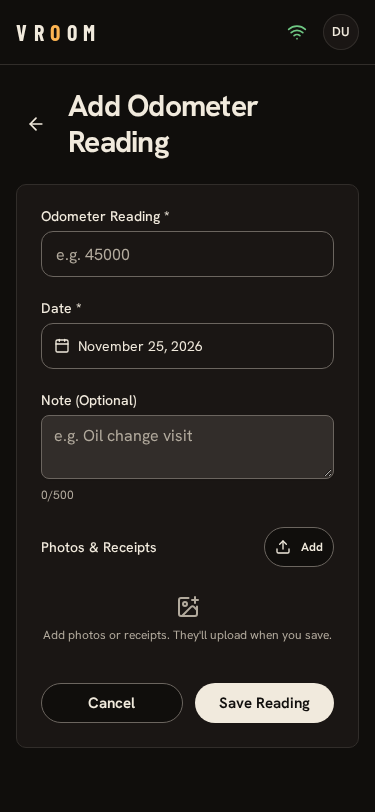 VROOM
DU
Add Odometer
Reading
Odometer Reading *
e.g. 45000
Date *
November 25, 2026
Note (Optional)
e.g. Oil change visit
0/500
Photos & Receipts
Add
Add photos or receipts. They'll upload when you save.
Cancel
Save Reading